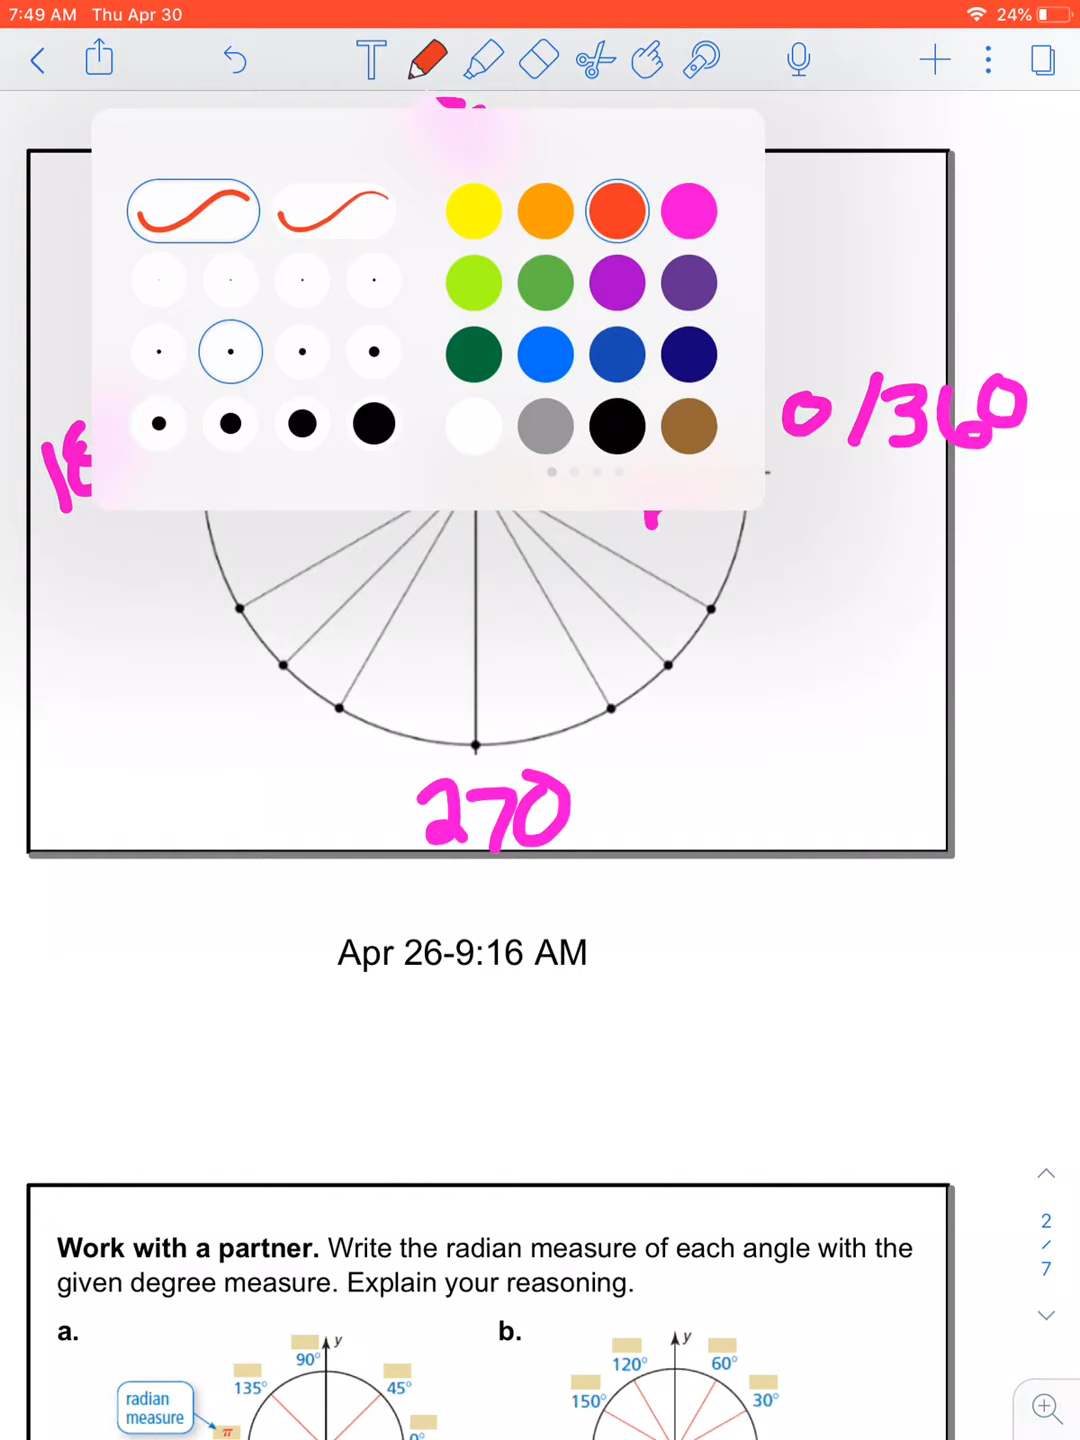 7:49 AM Thu Apr 30
24%
0/360
270
Apr 26-9:16 AM
2
/
7
Work with a partner. Write the radian measure of each angle with the
given degree measure. Explain your reasoning.
a.
b.
y
90°
135°
45°
radian
measure
π
0°
y
120°
60°
150°
30°